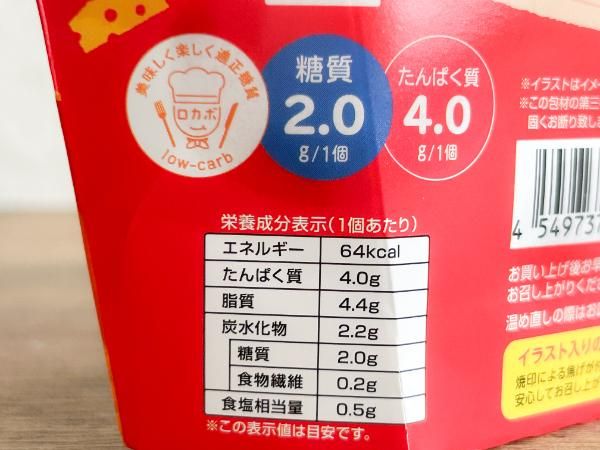 美味しく楽しく適正糖質
ロカボ
low-carb
糖質
2.0
g/1個
たんぱく質
4.0
g/1個
※イラストはイメー
※この包材の第三
固くお断り致しま
栄養成分表示(1個あたり)
エネルギー 64kcal
たんぱく質 4.0g
脂質 4.4g
炭水化物 2.2g
糖質 2.0g
食物繊維 0.2g
食塩相当量 0.5g
※この表示値は目安です。
4 549737
お買い上げ後お早
お召し上がりくださ
温め直しの際はお
イラスト入りの
焼印による焦げが
安心してお召し上が